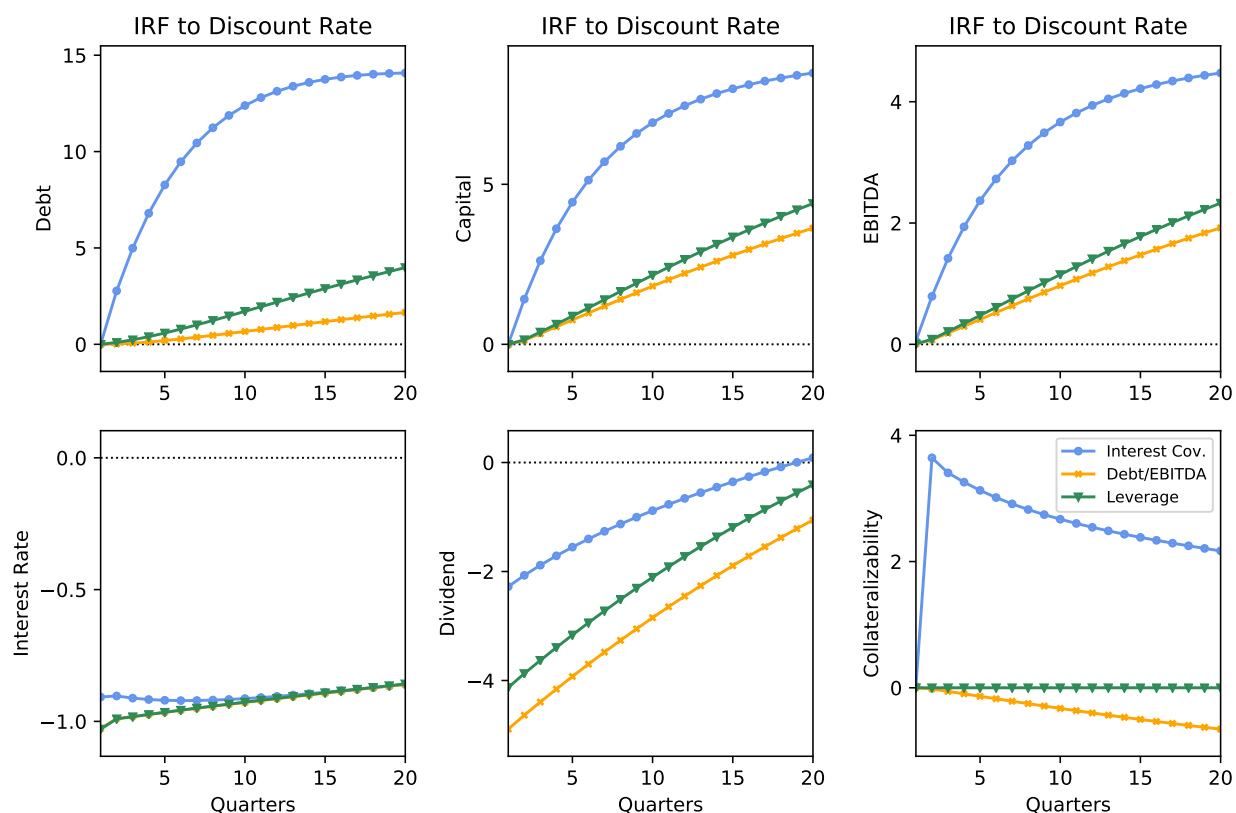 IRF to Discount Rate
IRF to Discount Rate
IRF to Discount Rate
Debt
15
10
5
0
5
10
15
20
Capital
5
0
5
10
15
20
EBITDA
4
2
0
5
10
15
20
Interest Rate
0.0
−0.5
−1.0
5
10
15
20
Quarters
Dividend
0
−2
−4
5
10
15
20
Quarters
Collateralizability
4
2
0
Interest Cov.
Debt/EBITDA
Leverage
5
10
15
20
Quarters